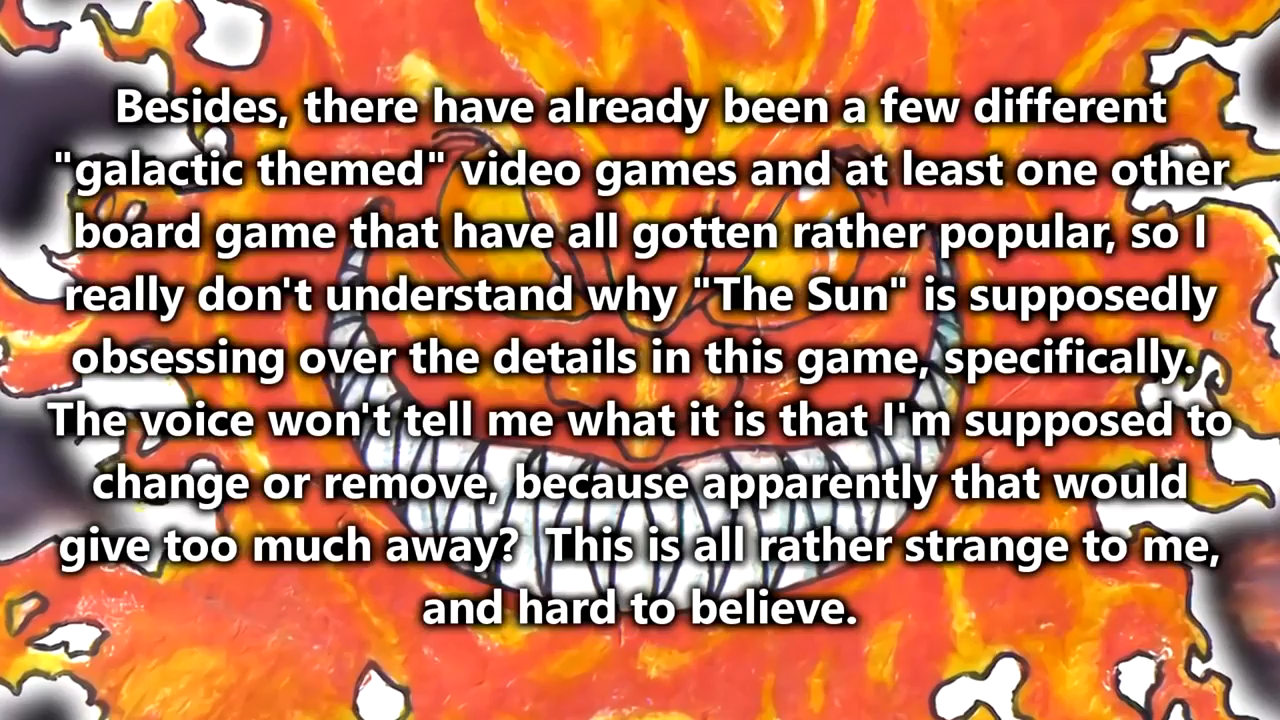 Besides, there have already been a few different
"galactic themed" video games and at least one other
board game that have all gotten rather popular, so I
really don't understand why "The Sun" is supposedly
obsessing over the details in this game, specifically.
The voice won't tell me what it is that I'm supposed to
change or remove, because apparently that would
give too much away?  This is all rather strange to me,
and hard to believe.